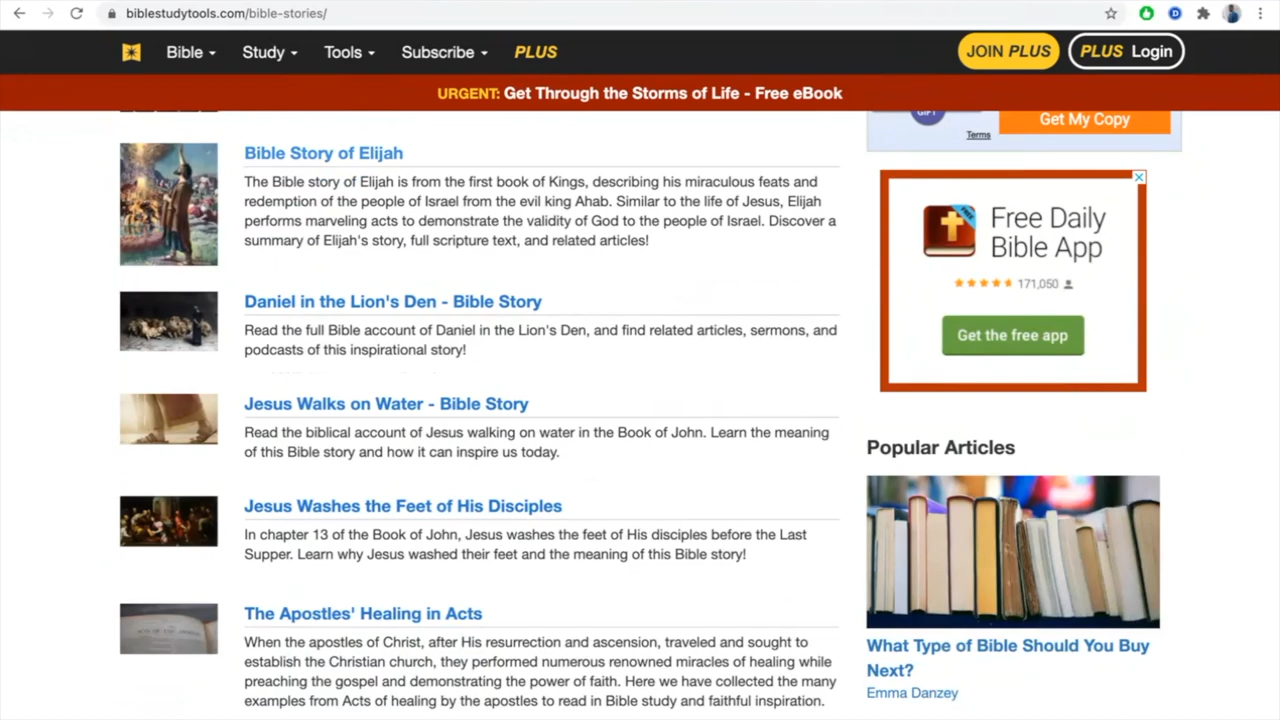 biblestudytools.com/bible-stories/
Bible Study Tools Subscribe PLUS JOIN PLUS PLUS Login
URGENT: Get Through the Storms of Life - Free eBook
GIFT
Terms
Get My Copy
Bible Story of Elijah
The Bible story of Elijah is from the first book of Kings, describing his miraculous feats and
redemption of the people of Israel from the evil king Ahab. Similar to the life of Jesus, Elijah
performs marveling acts to demonstrate the validity of God to the people of Israel. Discover a
summary of Elijah's story, full scripture text, and related articles!
Daniel in the Lion's Den - Bible Story
Read the full Bible account of Daniel in the Lion's Den, and find related articles, sermons, and
podcasts of this inspirational story!
Jesus Walks on Water - Bible Story
Read the biblical account of Jesus walking on water in the Book of John. Learn the meaning
of this Bible story and how it can inspire us today.
Jesus Washes the Feet of His Disciples
In chapter 13 of the Book of John, Jesus washes the feet of His disciples before the Last
Supper. Learn why Jesus washed their feet and the meaning of this Bible story!
The Apostles' Healing in Acts
When the apostles of Christ, after His resurrection and ascension, traveled and sought to
establish the Christian church, they performed numerous renowned miracles of healing while
preaching the gospel and demonstrating the power of faith. Here we have collected the many
examples from Acts of healing by the apostles to read in Bible study and faithful inspiration.
FREE
Free Daily
Bible App
171,050
Get the free app
Popular Articles
What Type of Bible Should You Buy
Next?
Emma Danzey